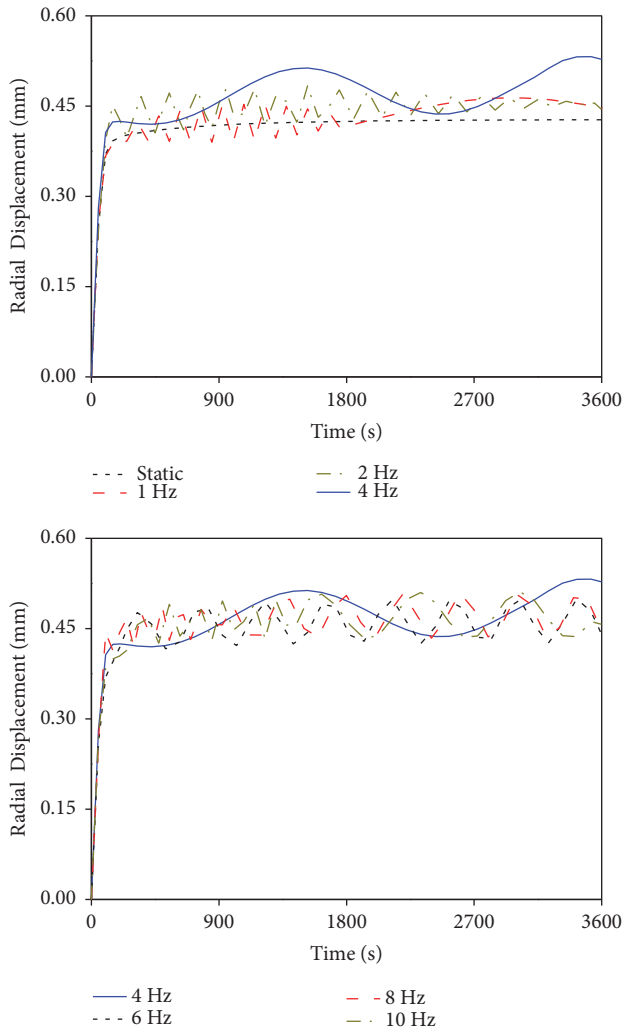 Radial Displacement (mm)
0.60
0.45
0.30
0.15
0.00
0 900 1800 2700 3600
Time (s)
Static 2 Hz
1 Hz 4 Hz
Radial Displacement (mm)
0.60
0.45
0.30
0.15
0.00
0 900 1800 2700 3600
Time (s)
4 Hz 8 Hz
6 Hz 10 Hz